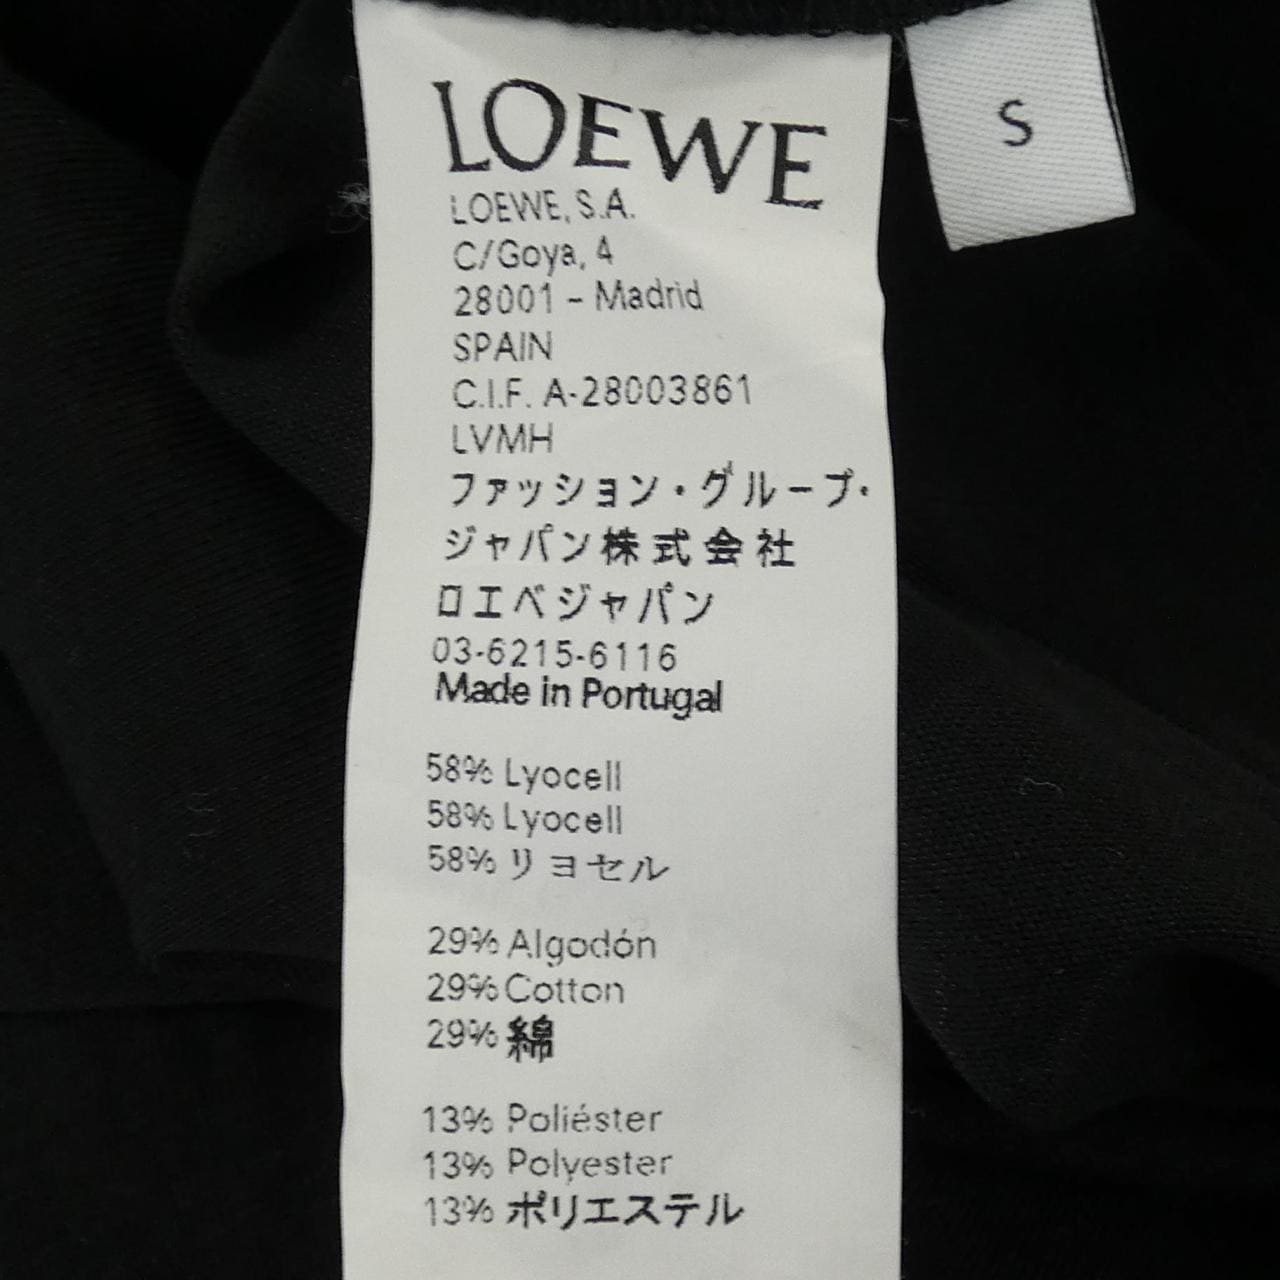 LOEWE
S
LOEWE, S.A.
C/Goya, 4
28001 – Madrid
SPAIN
C.I.F. A-28003861
LVMH
ファッション・グループ・
ジャパン株式会社
ロエベジャパン
03-6215-6116
Made in Portugal
58% Lyocell
58% Lyocell
58% リヨセル
29% Algodón
29% Cotton
29% 綿
13% Poliéster
13% Polyester
13% ポリエステル